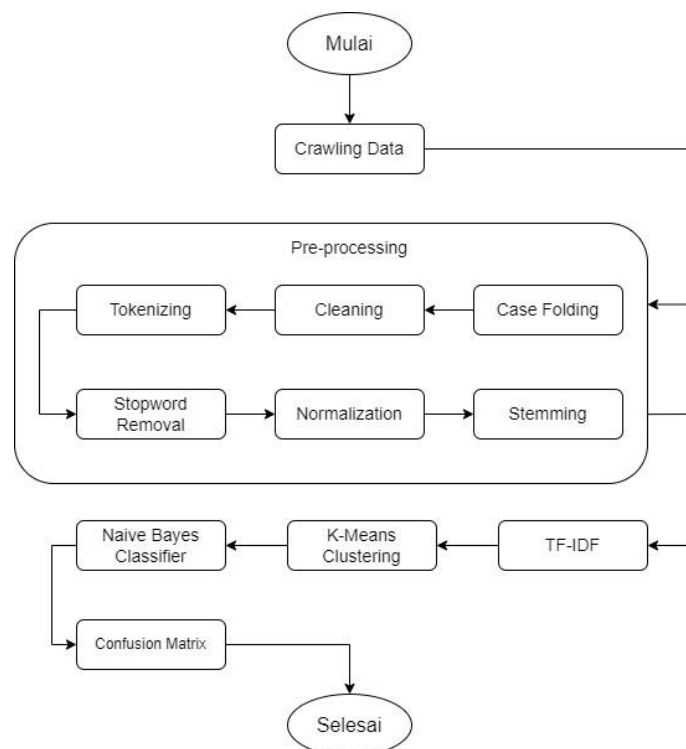 Mulai
Crawling Data
Pre-processing
Case Folding
Cleaning
Tokenizing
Stopword
Removal
Normalization
Stemming
TF-IDF
K-Means
Clustering
Naive Bayes
Classifier
Confusion Matrix
Selesai